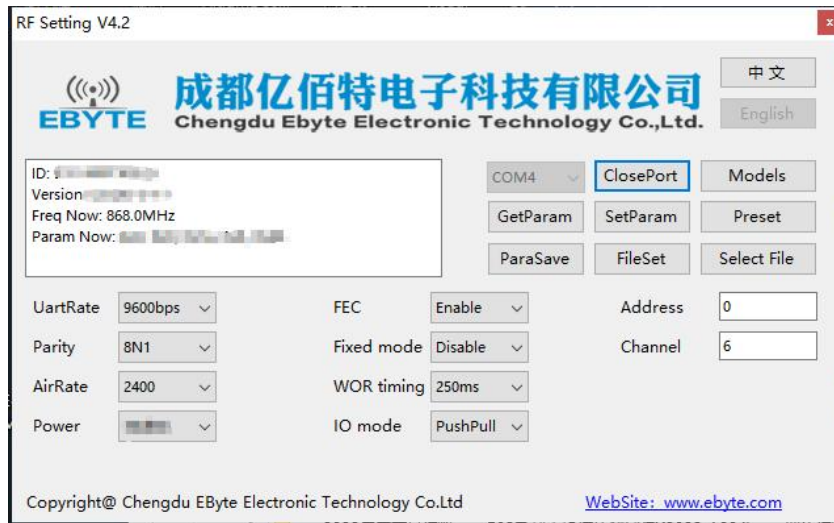 RF Setting V4.2
x
((•))
EBYTE
成都亿佰特电子科技有限公司
Chengdu Ebyte Electronic Technology Co.,Ltd.
中文
English
ID:
Version
Freq Now: 868.0MHz
Param Now:
COM4 ClosePort Models
GetParam SetParam Preset
ParaSave FileSet Select File
UartRate 9600bps FEC Enable Address 0
Parity 8N1 Fixed mode Disable Channel 6
AirRate 2400 WOR timing 250ms
Power IO mode PushPull
Copyright@ Chengdu EByte Electronic Technology Co.Ltd WebSite: www.ebyte.com